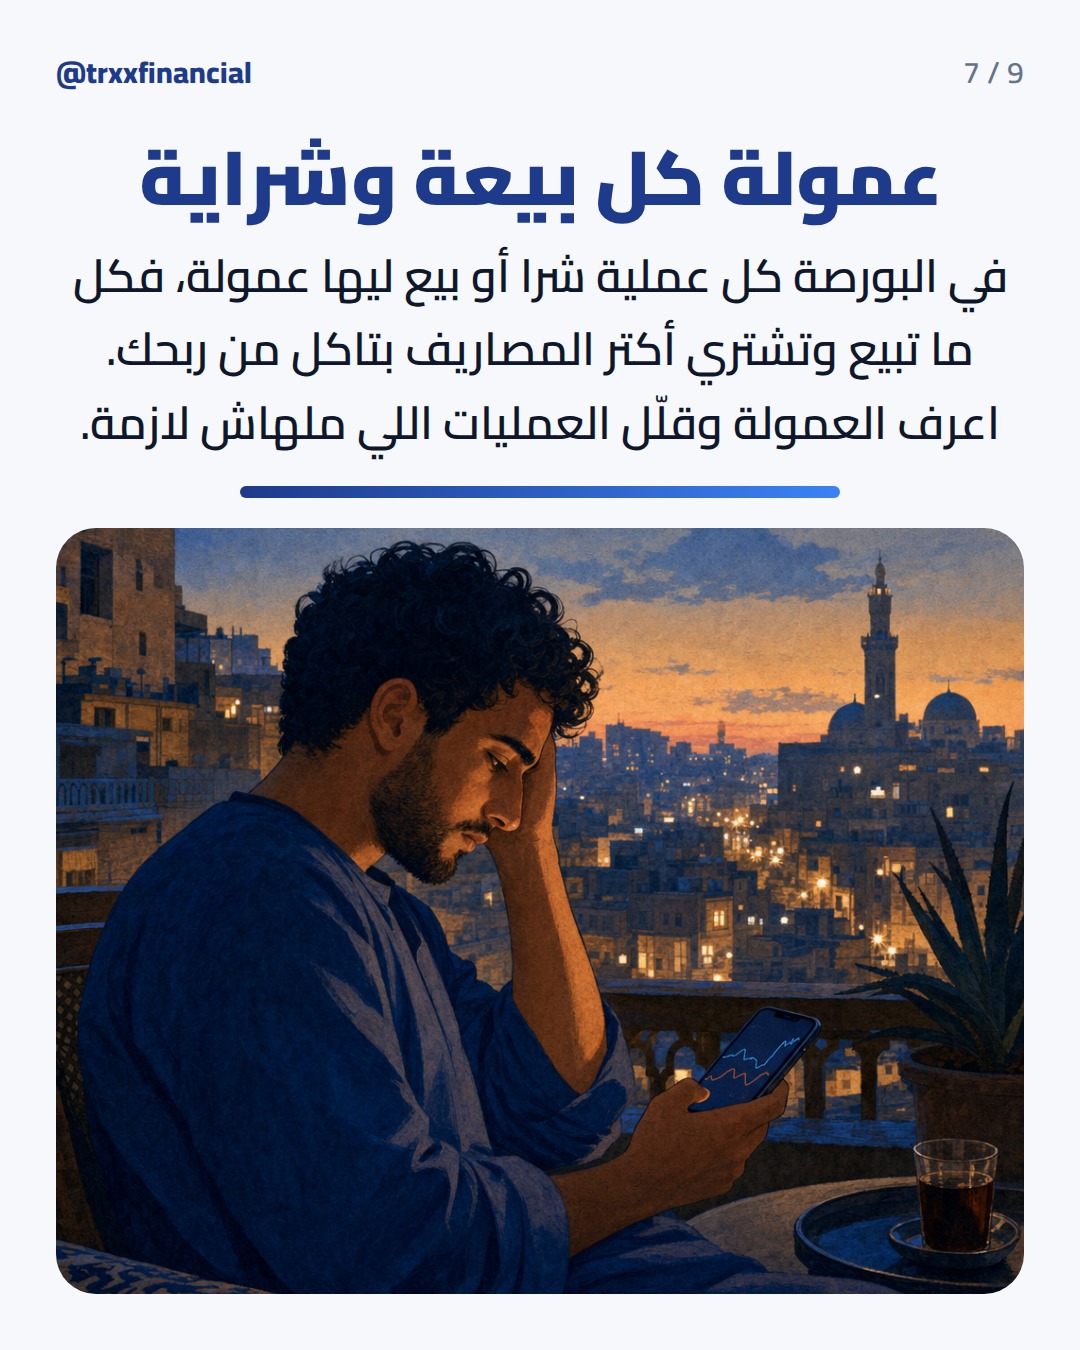 @trxxfinancial
7 / 9
عمولة كل بيعة وشراية
في البورصة كل عملية شرا أو بيع ليها عمولة، فكل
ما تبيع وتشتري أكتر المصاريف بتاكل من ربحك.
اعرف العمولة وقلّل العمليات اللي ملهاش لازمة.